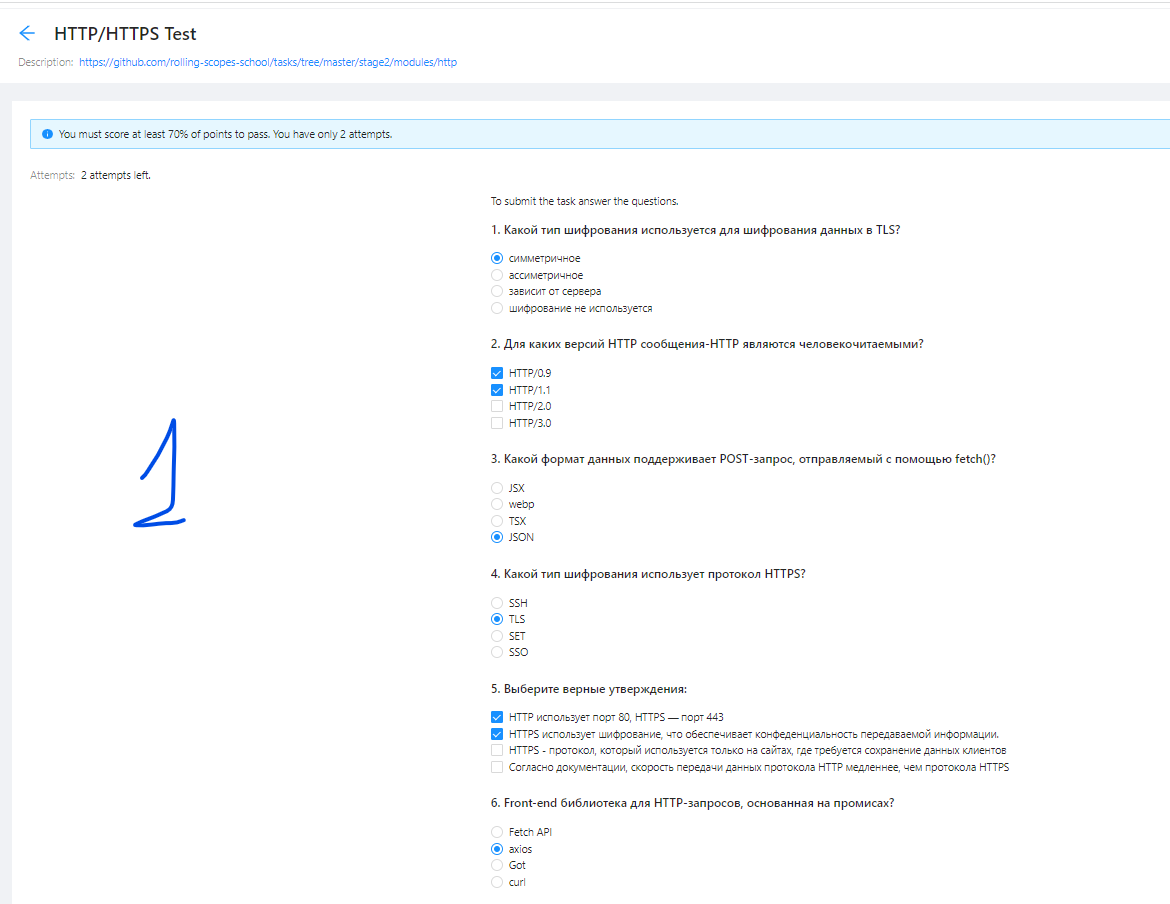 HTTP/HTTPS Test
Description: https://github.com/rolling-scopes-school/tasks/tree/master/stage2/modules/http
You must score at least 70% of points to pass. You have only 2 attempts.
Attempts: 2 attempts left.
To submit the task answer the questions.
1. Какой тип шифрования используется для шифрования данных в TLS?
симметричное
ассиметричное
зависит от сервера
шифрование не используется
2. Для каких версий HTTP сообщения-HTTP являются человекочитаемыми?
HTTP/0.9
HTTP/1.1
HTTP/2.0
HTTP/3.0
1
3. Какой формат данных поддерживает POST-запрос, отправляемый с помощью fetch()?
JSX
webp
TSX
JSON
4. Какой тип шифрования использует протокол HTTPS?
SSH
TLS
SET
SSO
5. Выберите верные утверждения:
HTTP использует порт 80, HTTPS — порт 443
HTTPS использует шифрование, что обеспечивает конфеденциальность передаваемой информации.
HTTPS - протокол, который используется только на сайтах, где требуется сохранение данных клиентов
Согласно документации, скорость передачи данных протокола HTTP медленнее, чем протокола HTTPS
6. Front-end библиотека для HTTP-запросов, основанная на промисах?
Fetch API
axios
Got
curl